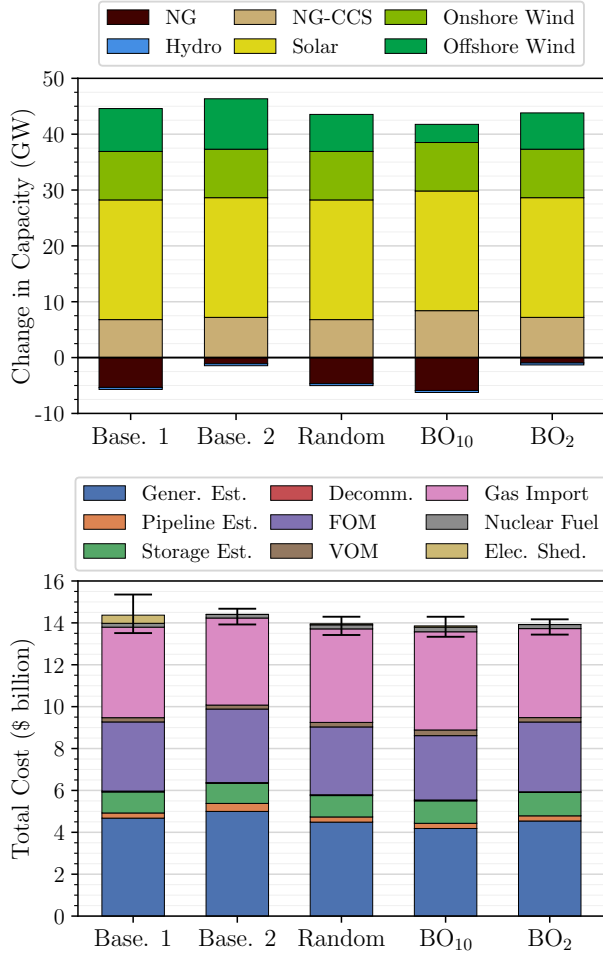 NG NG-CCS Onshore Wind
Hydro Solar Offshore Wind
Change in Capacity (GW)
50
40
30
20
10
0
-10
Base. 1 Base. 2 Random BO₁₀ BO₂
Gener. Est. Decomm. Gas Import
Pipeline Est. FOM Nuclear Fuel
Storage Est. VOM Elec. Shed.
Total Cost ($ billion)
16
14
12
10
8
6
4
2
0
Base. 1 Base. 2 Random BO₁₀ BO₂